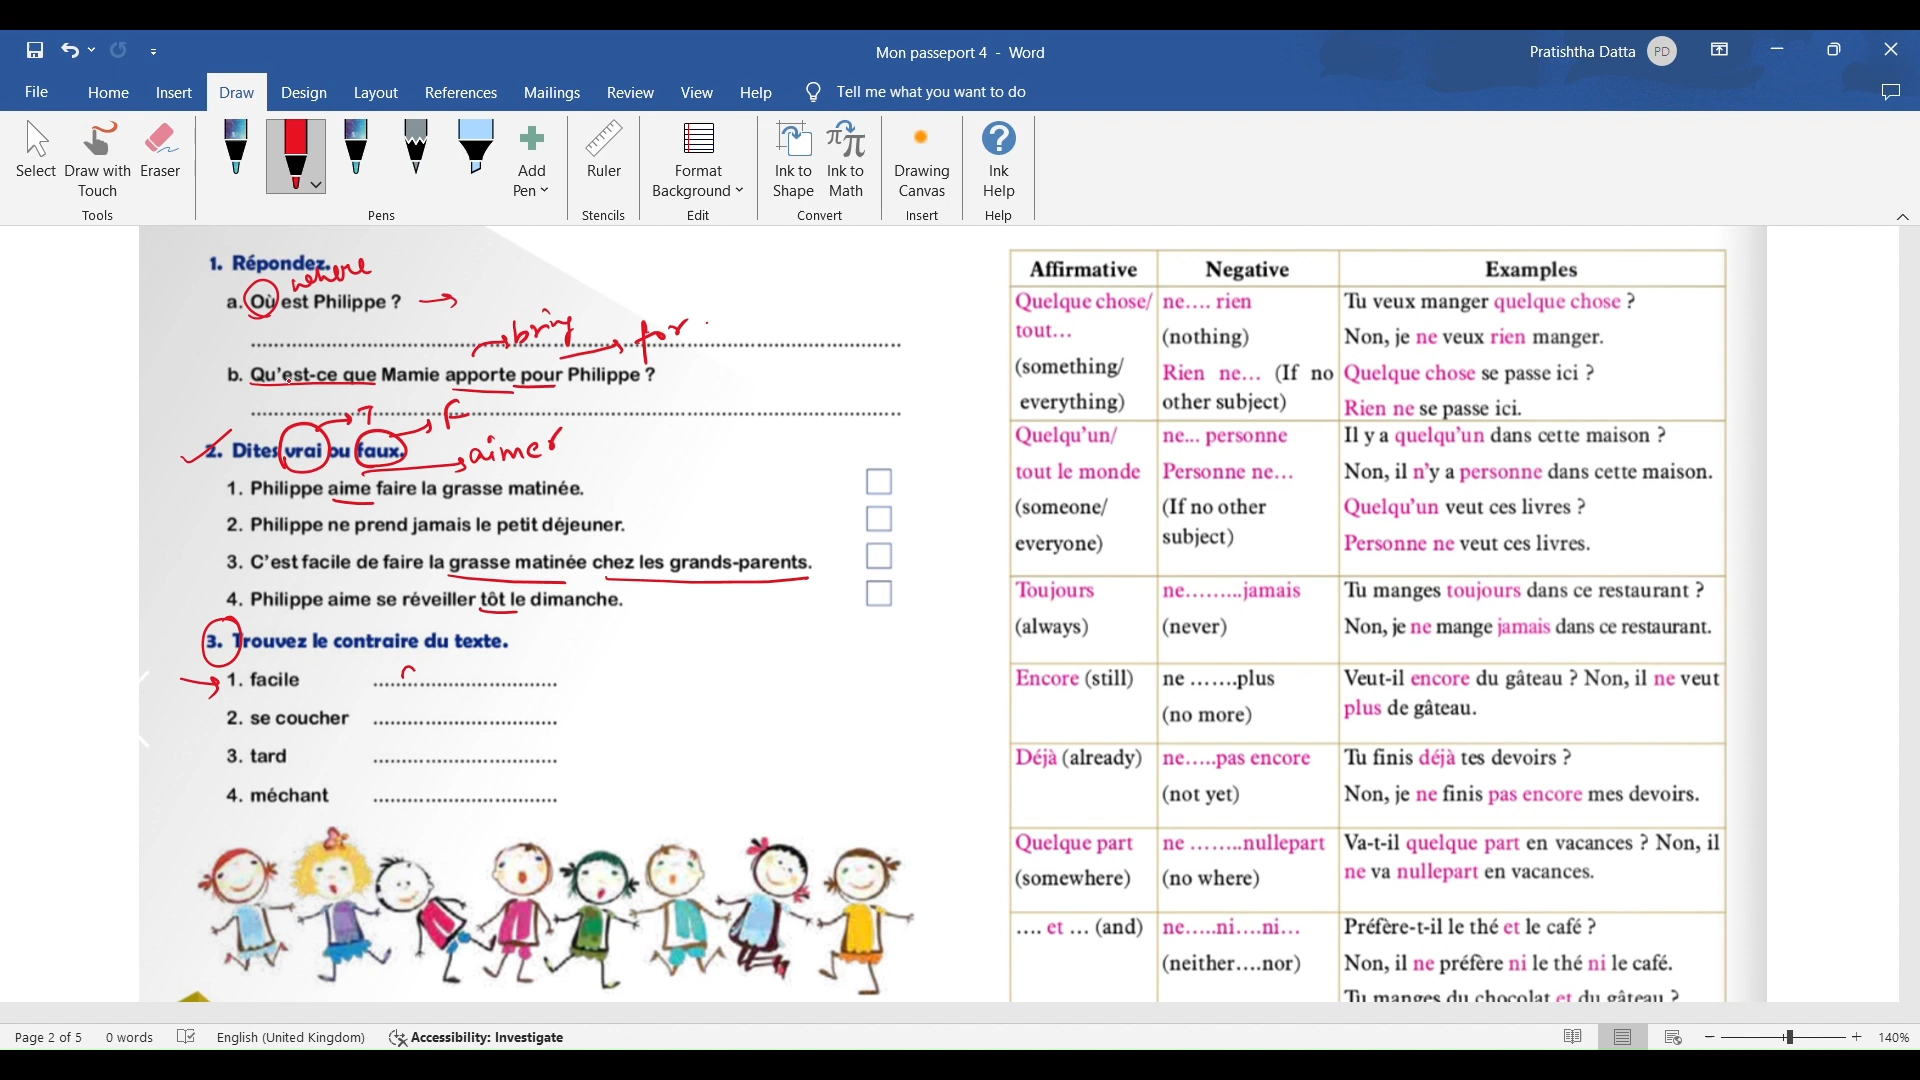 Mon passeport 4 - Word
Pratishtha Datta PD
File Home Insert Draw Design Layout References Mailings Review View Help Tell me what you want to do
Select
Draw with Touch
Eraser
Add Pen
Ruler
Format Background
Ink to Shape
Ink to Math
Drawing Canvas
Ink Help
Tools Pens Stencils Edit Convert Insert Help
1. Répondez.
where
a. Où est Philippe ?
bring for
b. Qu'est-ce que Mamie apporte pour Philippe ?
T F
2. Dites vrai ou faux.
aimer
1. Philippe aime faire la grasse matinée.
2. Philippe ne prend jamais le petit déjeuner.
3. C'est facile de faire la grasse matinée chez les grands-parents.
4. Philippe aime se réveiller tôt le dimanche.
3. Trouvez le contraire du texte.
1. facile ................................
2. se coucher ................................
3. tard ................................
4. méchant ................................
Affirmative Negative Examples
Quelque chose/ tout...
(something/ everything)
ne.... rien
(nothing)
Rien ne... (If no other subject)
Tu veux manger quelque chose ?
Non, je ne veux rien manger.
Quelque chose se passe ici ?
Rien ne se passe ici.
Quelqu'un/
tout le monde
(someone/
everyone)
ne... personne
Personne ne...
(If no other subject)
Il y a quelqu'un dans cette maison ?
Non, il n'y a personne dans cette maison.
Quelqu'un veut ces livres ?
Personne ne veut ces livres.
Toujours
(always)
ne.........jamais
(never)
Tu manges toujours dans ce restaurant ?
Non, je ne mange jamais dans ce restaurant.
Encore (still)
ne .......plus
(no more)
Veut-il encore du gâteau ? Non, il ne veut
plus de gâteau.
Déjà (already)
ne.....pas encore
(not yet)
Tu finis déjà tes devoirs ?
Non, je ne finis pas encore mes devoirs.
Quelque part
(somewhere)
ne ........nullepart
(no where)
Va-t-il quelque part en vacances ? Non, il
ne va nullepart en vacances.
.... et ... (and)
ne.....ni....ni...
(neither....nor)
Préfère-t-il le thé et le café ?
Non, il ne préfère ni le thé ni le café.
Tu manges du chocolat et du gâteau ?
Page 2 of 5 0 words English (United Kingdom) Accessibility: Investigate 140%